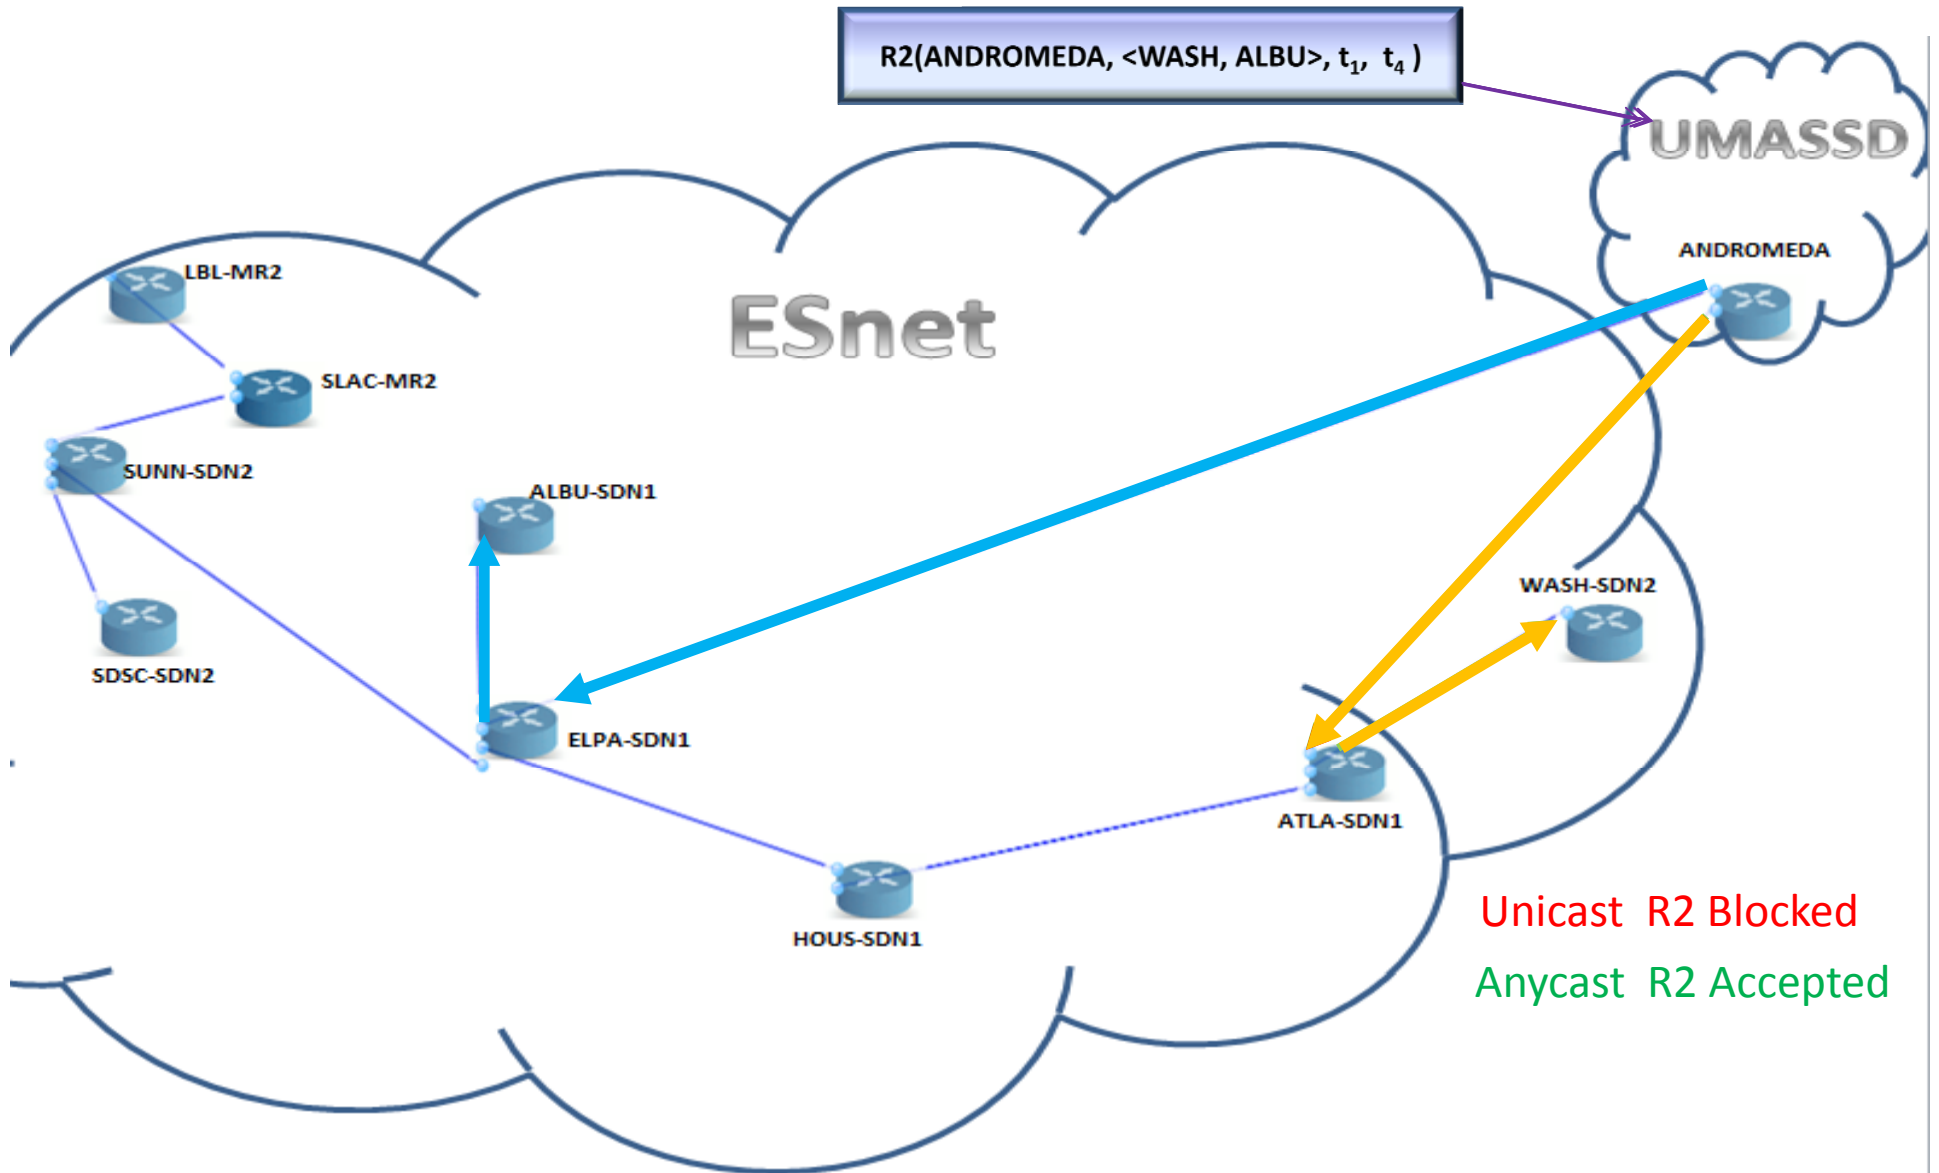 R2(ANDROMEDA, <WASH, ALBU>, t1, t4 )
UMASSD
ANDROMEDA
LBL-MR2
ESnet
SLAC-MR2
SUNN-SDN2
ALBU-SDN1
WASH-SDN2
SDSC-SDN2
ELPA-SDN1
ATLA-SDN1
HOUS-SDN1
Unicast R2 Blocked
Anycast R2 Accepted